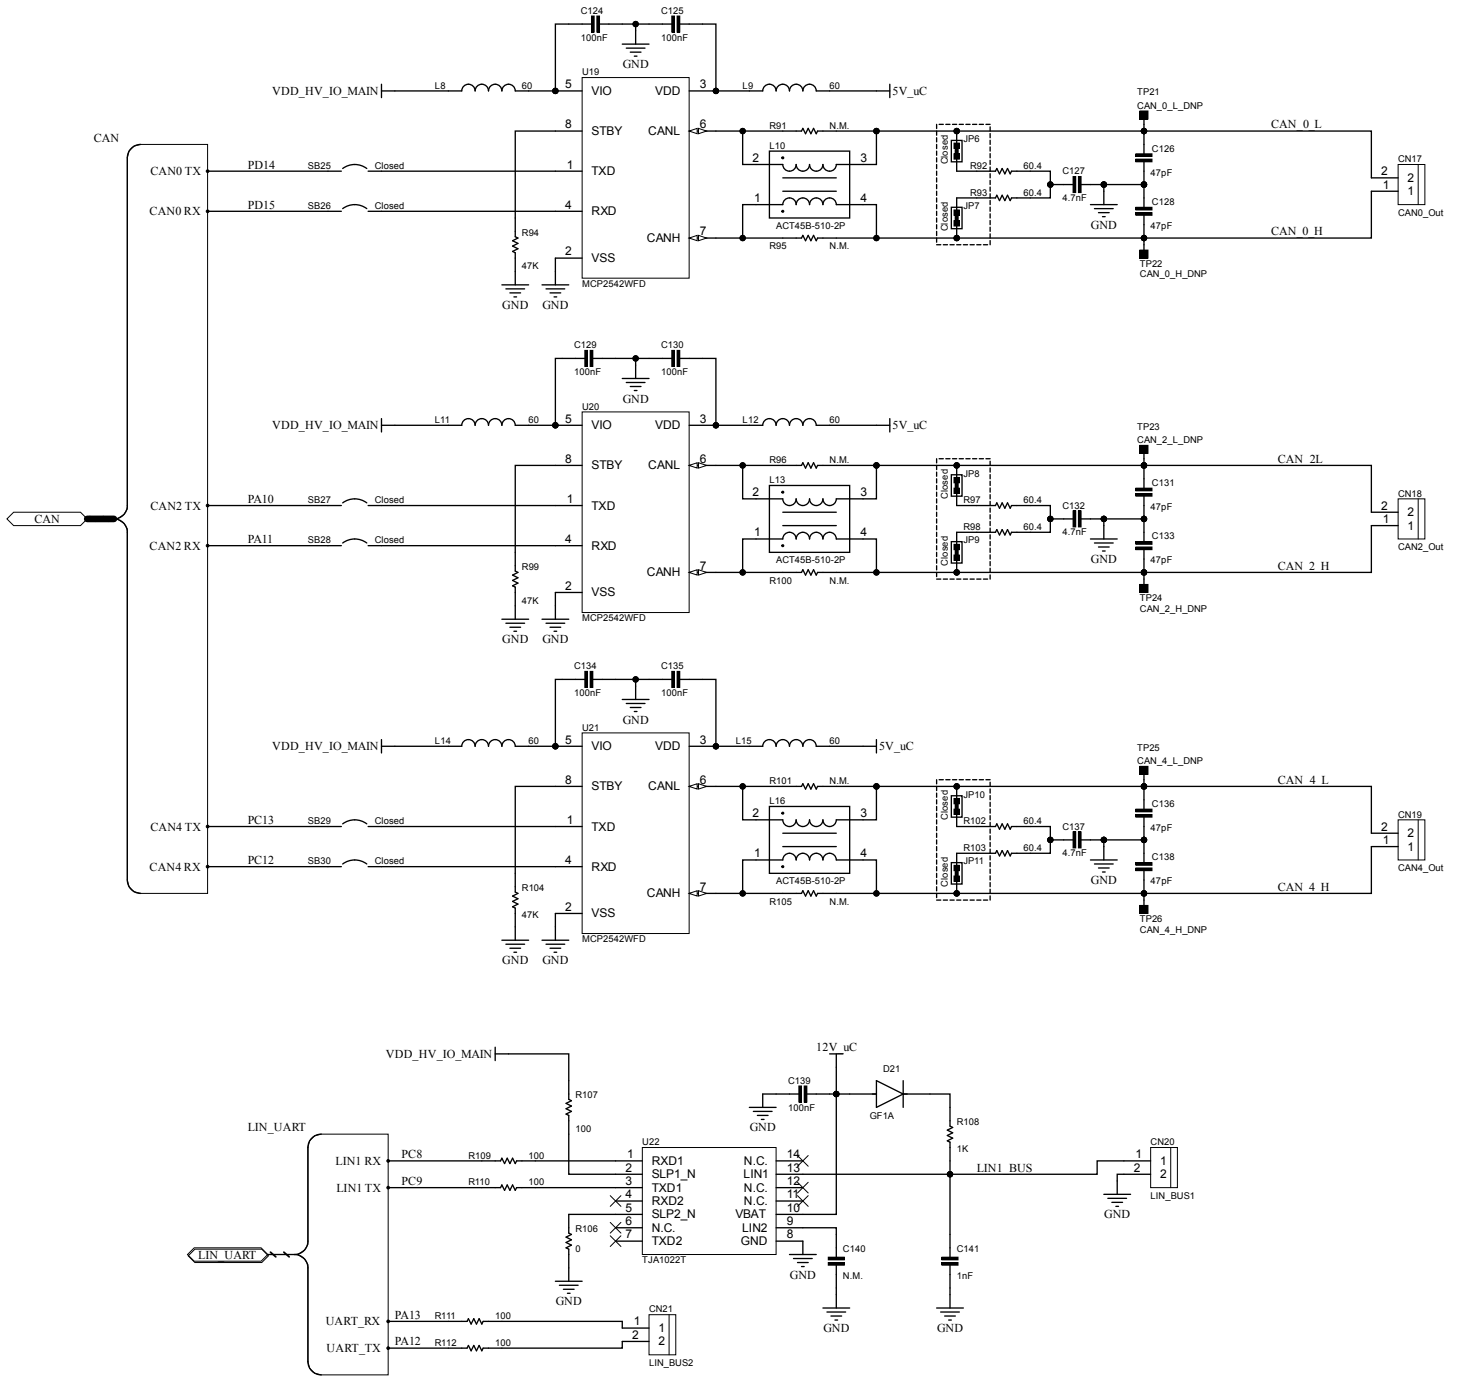 C124
C125
100nF
100nF
GND
U19
VDD_HV_IO_MAIN
L8
60
5
VIO
VDD
3
L9
60
5V_uC
8
STBY
CANL
6
R91
N.M.
TP21
CAN_0_L_DNP
CAN_0_L
CAN
CAN0 TX
PD14
SB25
Closed
1
TXD
L10
2
3
Closed
JP6
R92
60.4
C127
4.7nF
C126
47pF
CN17
2
2
1
1
CAN0_Out
CAN0 RX
PD15
SB26
Closed
4
RXD
1
4
ACT45B-510-2P
Closed
R93
60.4
JP7
GND
C128
47pF
R94
47K
CANH
7
R95
N.M.
CAN_0_H
2
VSS
TP22
CAN_0_H_DNP
MCP2542WFD
GND
GND
C129
C130
100nF
100nF
GND
U20
VDD_HV_IO_MAIN
L11
60
5
VIO
VDD
3
L12
60
5V_uC
8
STBY
CANL
6
R96
N.M.
TP23
CAN_2_L_DNP
CAN_2L
CAN
CAN2 TX
PA10
SB27
Closed
1
TXD
L13
2
3
Closed
JP8
R97
60.4
C132
4.7nF
C131
47pF
CN18
2
2
1
1
CAN2_Out
CAN2 RX
PA11
SB28
Closed
4
RXD
1
4
ACT45B-510-2P
Closed
R98
60.4
JP9
GND
C133
47pF
R99
47K
CANH
7
R100
N.M.
CAN_2_H
2
VSS
TP24
CAN_2_H_DNP
MCP2542WFD
GND
GND
C134
C135
100nF
100nF
GND
U21
VDD_HV_IO_MAIN
L14
60
5
VIO
VDD
3
L15
60
5V_uC
8
STBY
CANL
6
R101
N.M.
TP25
CAN_4_L_DNP
CAN_4_L
CAN4 TX
PC13
SB29
Closed
1
TXD
L16
2
3
Closed
JP10
R102
60.4
C137
4.7nF
C136
47pF
CN19
2
2
1
1
CAN4_Out
CAN4 RX
PC12
SB30
Closed
4
RXD
1
4
ACT45B-510-2P
Closed
R103
60.4
JP11
GND
C138
47pF
R104
47K
CANH
7
R105
N.M.
CAN_4_H
2
VSS
TP26
CAN_4_H_DNP
MCP2542WFD
GND
GND
VDD_HV_IO_MAIN
12V_uC
R107
100
C139
100nF
GND
D21
GF1A
R108
1K
LIN_UART
U22
LIN1 RX
PC8
R109
100
1
RXD1
N.C.
14
2
SLP1_N
LIN1
13
LIN1_BUS
CN20
1
1
2
2
LIN_BUS1
GND
LIN1 TX
PC9
R110
100
3
TXD1
N.C.
12
4
RXD2
N.C.
11
5
SLP2_N
VBAT
10
6
N.C.
LIN2
9
7
TXD2
GND
8
TJA1022T
R106
0
GND
GND
C140
N.M.
GND
C141
1nF
GND
LIN_UART
UART_RX
PA13
R111
100
CN21
1
1
2
2
LIN_BUS2
UART_TX
PA12
R112
100